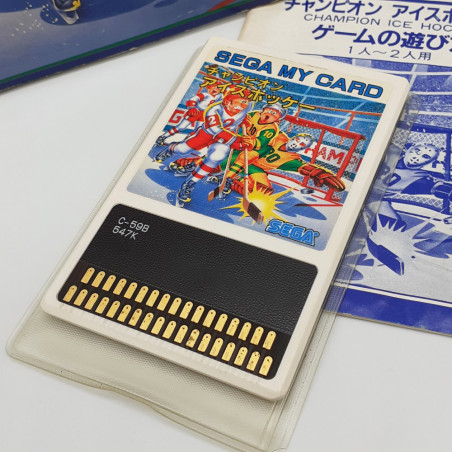 チャンピオン アイスホ
CHAMPION ICE HOC
ゲームの遊び
1人～2人用
SEGA MY CARD
チャンピオン
アイスホッケー
SEGA
C-59B
547K